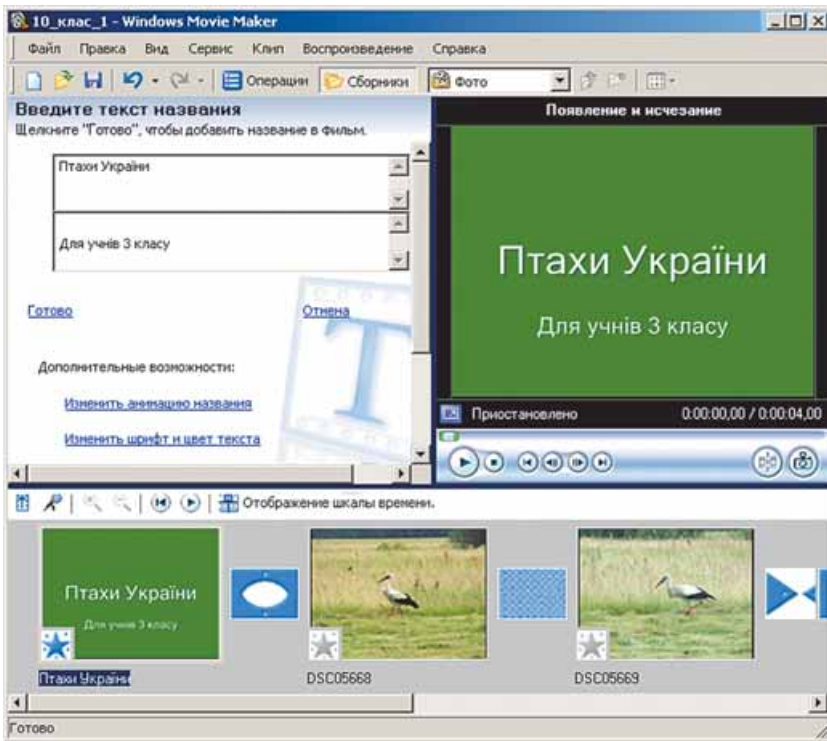 10_клас_1 - Windows Movie Maker
Файл Правка Вид Сервис Клип Воспроизведение Справка
Операции Сборники Фото
Введите текст названия
Щелкните "Готово", чтобы добавить название в фильм.
Птахи України
Для учнів 3 класу
Готово Отмена
Дополнительные возможности:
Изменить анимацию названия
Изменить шрифт и цвет текста
Появление и исчезание
Птахи України
Для учнів 3 класу
Приостановлено 0:00:00,00 / 0:00:04,00
Отображение шкалы времени.
Птахи України
Для учнів 3 класу
Птахи України DSC05668 DSC05669
Готово